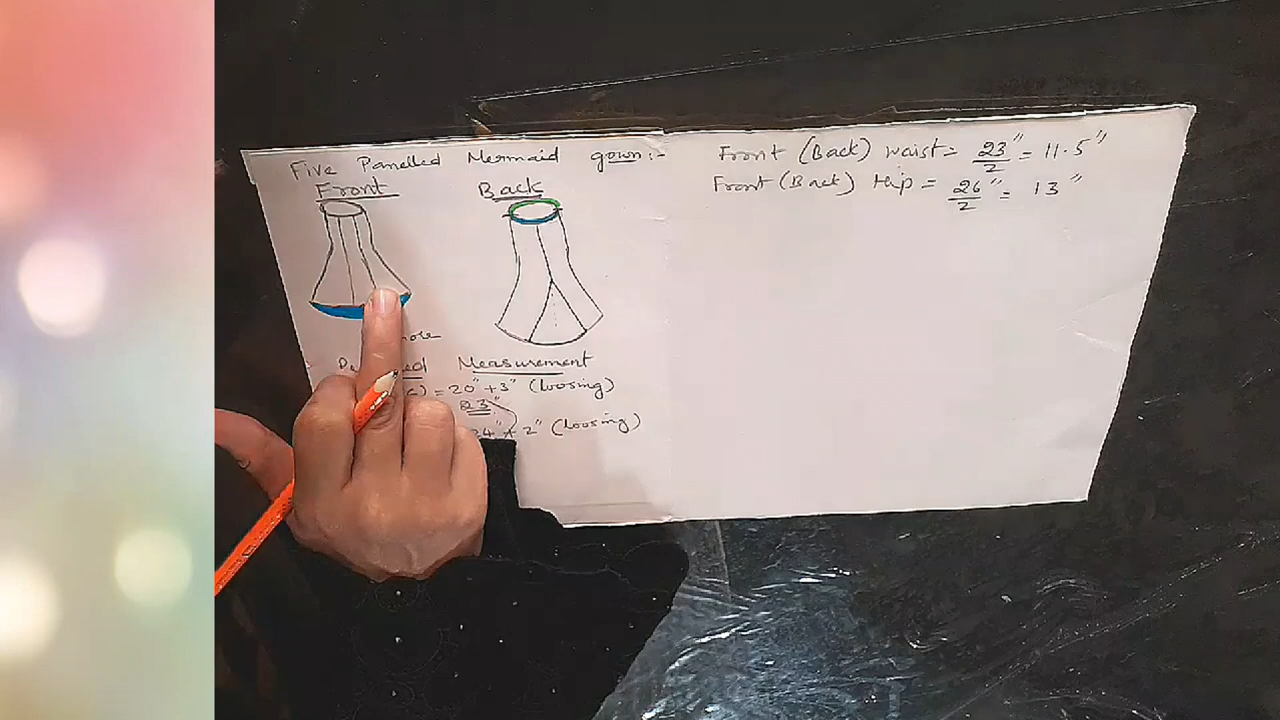 Five Panelled Mermaid gown:-
Front Back
Measurement
= 20" + 3" (loosing)
23"
24" + 2" (loosing)
Front (Back) waist = 23"/2 = 11.5"
Front (Back) Hip = 26"/2 = 13"